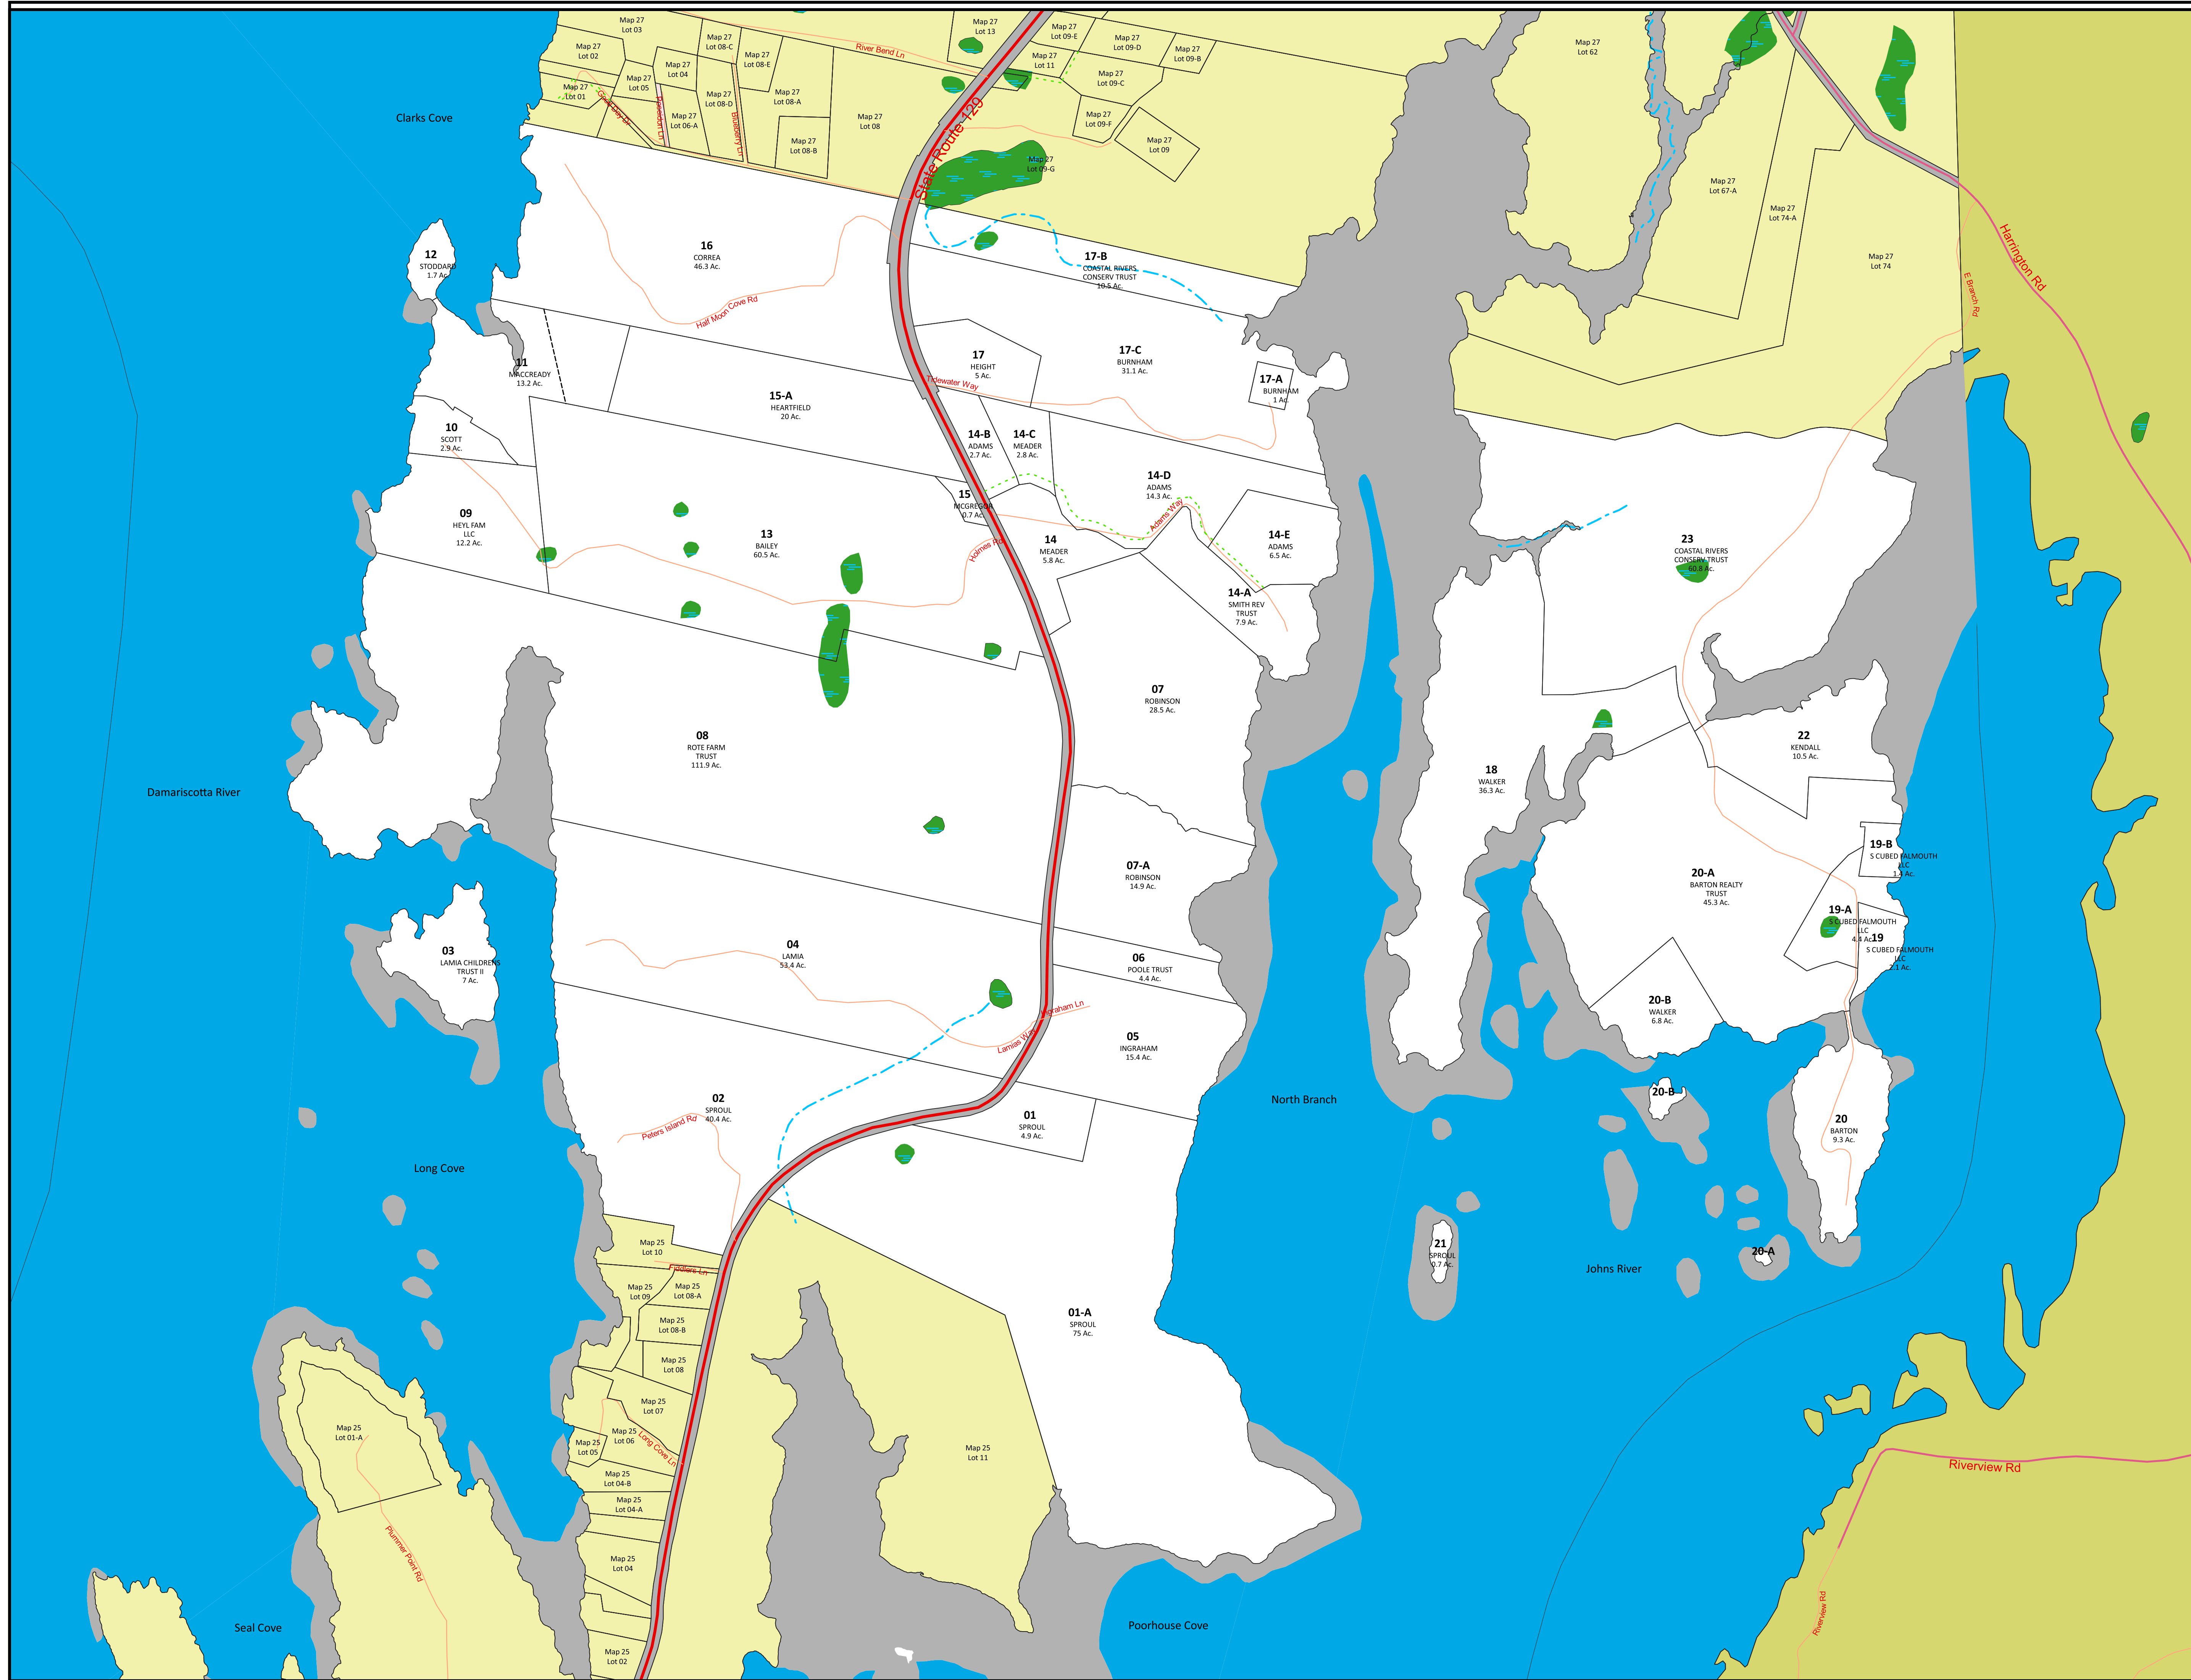 Map 27
Lot 03
Map 27
Lot 02
Map 27
Lot 08-C
Map 27
Lot 08-E
Map 27
Lot 04
Map 27
Lot 05
Map 27
Lot 01
Map 27
Lot 06-A
Map 27
Lot 08-D
Map 27
Lot 08-A
Map 27
Lot 08-B
Map 27
Lot 08
Blueberry Ln
River Bend Ln
Map 27
Lot 13
Map 27
Lot 09-E
Map 27
Lot 09-D
Map 27
Lot 09-B
Map 27
Lot 11
Map 27
Lot 09-C
Map 27
Lot 09-F
Map 27
Lot 09
Map 27
Lot 09-G
State Route 129
Map 27
Lot 62
Map 27
Lot 67-A
Map 27
Lot 74-A
Map 27
Lot 74
Harrington Rd
E Branch Rd
Clarks Cove
12
STODDARD
1.7 Ac.
16
CORREA
46.3 Ac.
Half Moon Cove Rd
17-B
COASTAL RIVERS
CONSERV TRUST
10.5 Ac.
17
HEIGHT
5 Ac.
17-C
BURNHAM
31.1 Ac.
17-A
BURNHAM
1 Ac.
Tidewater Way
11
MACCREADY
13.2 Ac.
15-A
HEARTFIELD
20 Ac.
10
SCOTT
2.9 Ac.
14-B
ADAMS
2.7 Ac.
14-C
MEADER
2.8 Ac.
14-D
ADAMS
14.3 Ac.
Adams Way
15
MCGREGOR
0.7 Ac.
09
HEYL FAM
LLC
12.2 Ac.
13
BAILEY
60.5 Ac.
Holmes Rd
14
MEADER
5.8 Ac.
14-E
ADAMS
6.5 Ac.
14-A
SMITH REV
TRUST
7.9 Ac.
23
COASTAL RIVERS
CONSERV TRUST
60.8 Ac.
07
ROBINSON
28.5 Ac.
08
ROTE FARM
TRUST
111.9 Ac.
22
KENDALL
10.5 Ac.
18
WALKER
36.3 Ac.
Damariscotta River
07-A
ROBINSON
14.9 Ac.
20-A
BARTON REALTY
TRUST
45.3 Ac.
19-B
S CUBED FALMOUTH
LLC
1.4 Ac.
19-A
S CUBED FALMOUTH
LLC
4.4 Ac.
19
S CUBED FALMOUTH
LLC
2.1 Ac.
03
LAMIA CHILDRENS
TRUST II
7 Ac.
04
LAMIA
53.4 Ac.
06
POOLE TRUST
4.4 Ac.
20-B
WALKER
6.8 Ac.
Ingraham Ln
Lamias Way
05
INGRAHAM
15.4 Ac.
02
SPROUL
40.4 Ac.
Peters Island Rd
01
SPROUL
4.9 Ac.
North Branch
20-B
20
BARTON
9.3 Ac.
Long Cove
Map 25
Lot 10
Fiddlers Ln
21
SPROUL
0.7 Ac.
20-A
Johns River
Map 25
Lot 09
Map 25
Lot 08-A
Map 25
Lot 08-B
01-A
SPROUL
75 Ac.
Map 25
Lot 08
Map 25
Lot 07
Map 25
Lot 01-A
Map 25
Lot 06
Map 25
Lot 05
Long Cove Ln
Map 25
Lot 11
Map 25
Lot 04-B
Map 25
Lot 04-A
Riverview Rd
Plummer Point Rd
Map 25
Lot 04
Seal Cove
Poorhouse Cove
Riverview Rd
Map 25
Lot 02